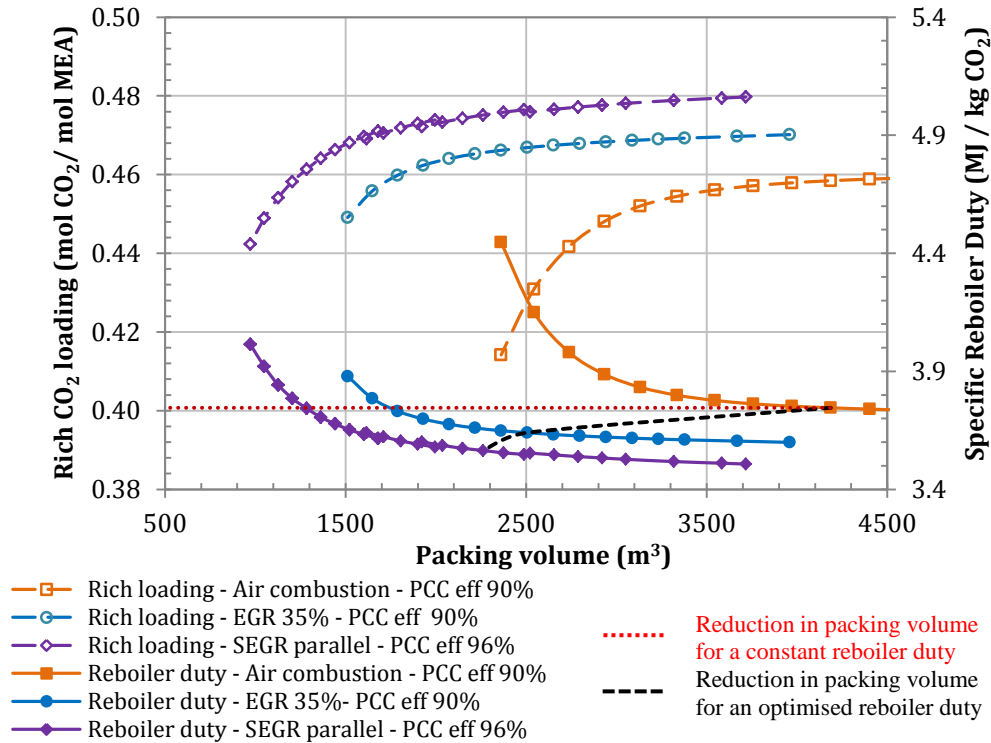 Rich CO2 loading (mol CO2/ mol MEA)
0.50
0.48
0.46
0.44
0.42
0.40
0.38
5.4
4.9
4.4
3.9
3.4
Specific Reboiler Duty (MJ / kg CO2)
500 1500 2500 3500 4500
Packing volume (m3)
Rich loading - Air combustion - PCC eff 90%
Rich loading - EGR 35% - PCC eff  90%
Rich loading - SEGR parallel - PCC eff 96%
Reboiler duty - Air combustion - PCC eff 90%
Reboiler duty - EGR 35%- PCC eff 90%
Reboiler duty - SEGR parallel - PCC eff 96%
Reduction in packing volume
for a constant reboiler duty
Reduction in packing volume
for an optimised reboiler duty